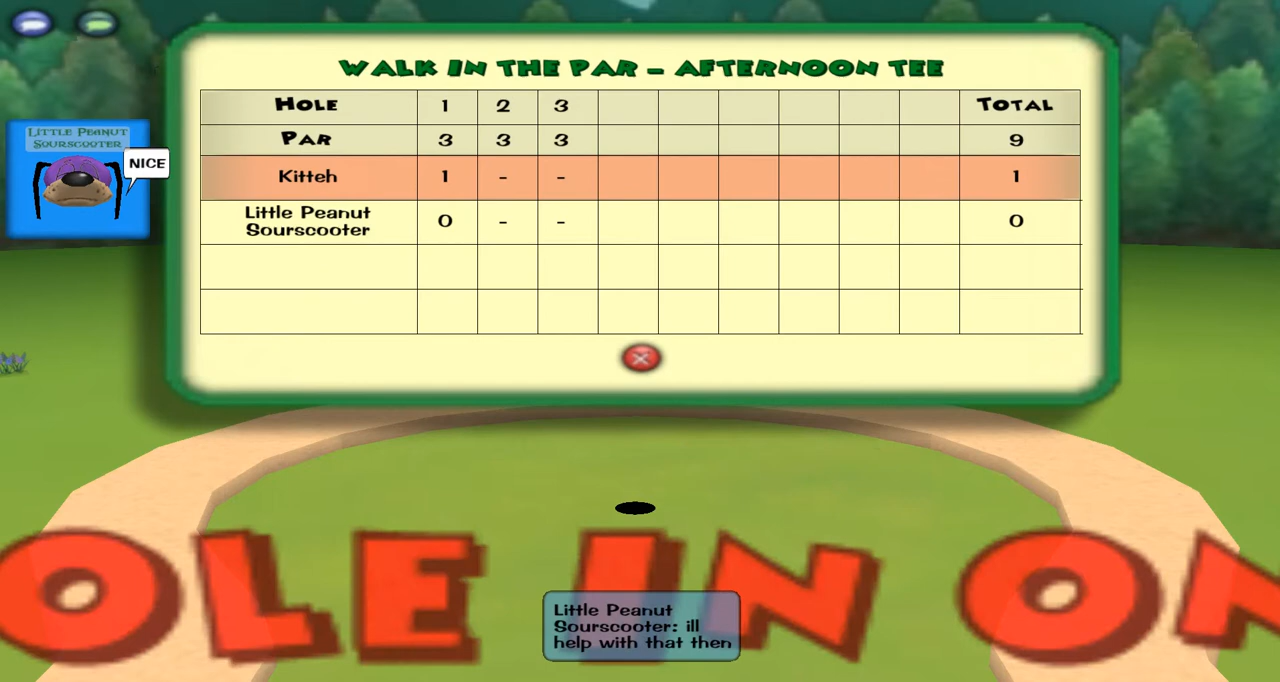 WALK IN THE PAR - AFTERNOON TEE
HOLE 1 2 3 TOTAL
PAR 3 3 3 9
Kitteh 1 - - 1
Little Peanut
Sourscooter 0 - - 0
LITTLE PEANUT
SOURSCOOTER
NICE
OLE IN ON
Little Peanut
Sourscooter: ill
help with that then